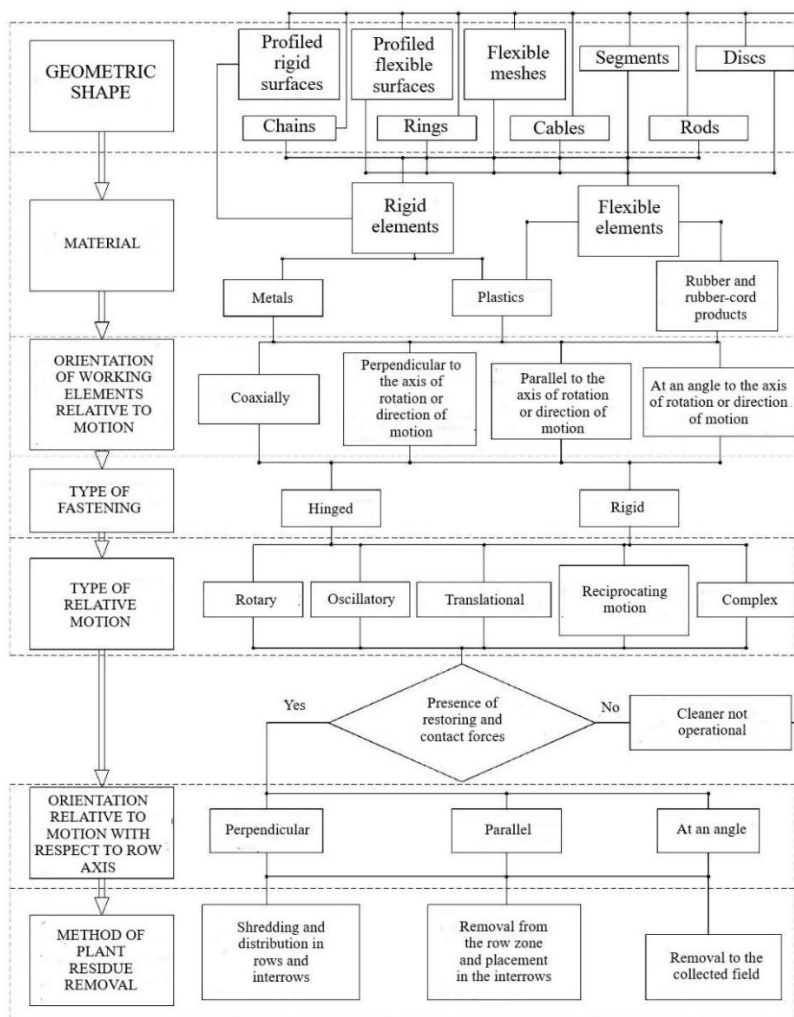 GEOMETRIC
SHAPE
Profiled
rigid
surfaces
Profiled
flexible
surfaces
Flexible
meshes
Segments
Discs
Chains
Rings
Cables
Rods
MATERIAL
Rigid
elements
Flexible
elements
Metals
Plastics
Rubber and
rubber-cord
products
ORIENTATION
OF WORKING
ELEMENTS
RELATIVE TO
MOTION
Coaxially
Perpendicular to
the axis of
rotation or
direction of
motion
Parallel to the
axis of rotation
or direction of
motion
At an angle to the axis
of rotation or direction
of motion
TYPE OF
FASTENING
Hinged
Rigid
TYPE OF
RELATIVE
MOTION
Rotary
Oscillatory
Translational
Reciprocating
motion
Complex
Yes
Presence of
restoring and
contact forces
No
Cleaner not
operational
ORIENTATION
RELATIVE TO
MOTION WITH
RESPECT TO ROW
AXIS
Perpendicular
Parallel
At an angle
METHOD OF
PLANT
RESIDUE
REMOVAL
Shredding and
distribution in
rows and
interrows
Removal from
the row zone
and placement
in the interrows
Removal to the
collected field